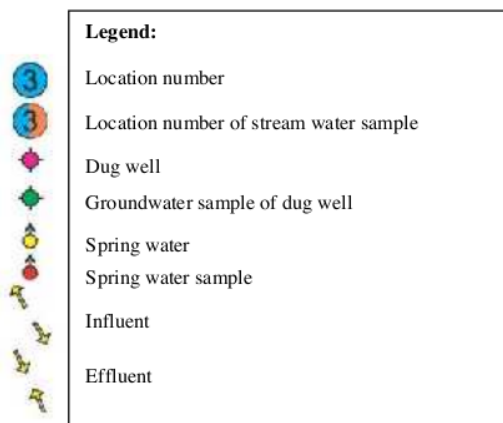 Legend:
3 Location number
3 Location number of stream water sample
Dug well
Groundwater sample of dug well
Spring water
Spring water sample
Influent
Effluent